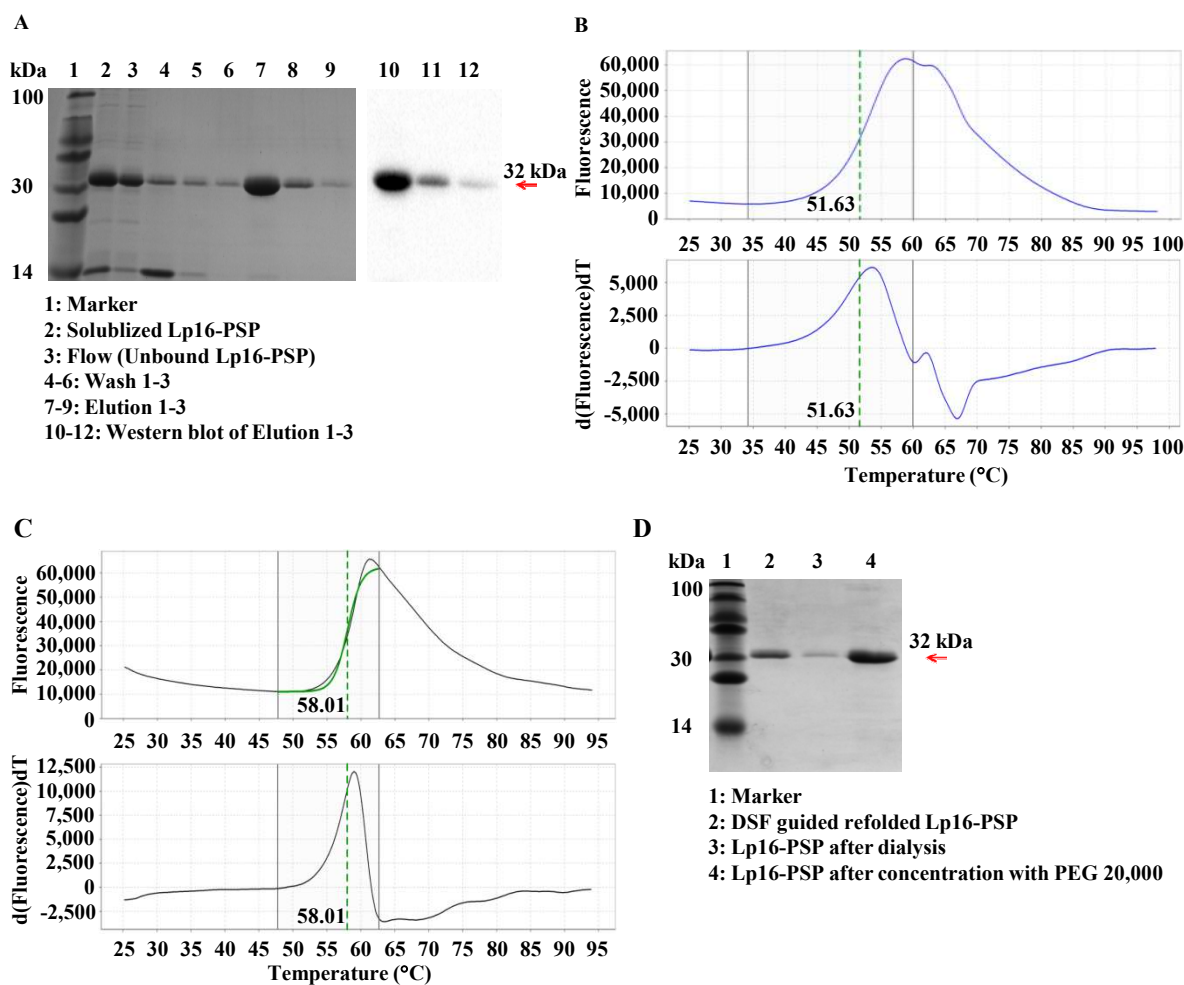 A
kDa 1 2 3 4 5 6 7 8 9 10 11 12
100
30
14
32 kDa
1: Marker
2: Solublized Lp16-PSP
3: Flow (Unbound Lp16-PSP)
4-6: Wash 1-3
7-9: Elution 1-3
10-12: Western blot of Elution 1-3
B
Fluorescence
60,000
50,000
40,000
30,000
20,000
10,000
0
51.63
25 30 35 40 45 50 55 60 65 70 75 80 85 90 95 100
d(Fluorescence)dT
5,000
2,500
0
-2,500
-5,000
51.63
25 30 35 40 45 50 55 60 65 70 75 80 85 90 95 100
Temperature (°C)
C
Fluorescence
60,000
50,000
40,000
30,000
20,000
10,000
0
58.01
25 30 35 40 45 50 55 60 65 70 75 80 85 90 95
d(Fluorescence)dT
12,500
10,000
7,500
5,000
2,500
0
-2,500
58.01
25 30 35 40 45 50 55 60 65 70 75 80 85 90 95
Temperature (°C)
D
kDa 1 2 3 4
100
30
14
32 kDa
1: Marker
2: DSF guided refolded Lp16-PSP
3: Lp16-PSP after dialysis
4: Lp16-PSP after concentration with PEG 20,000